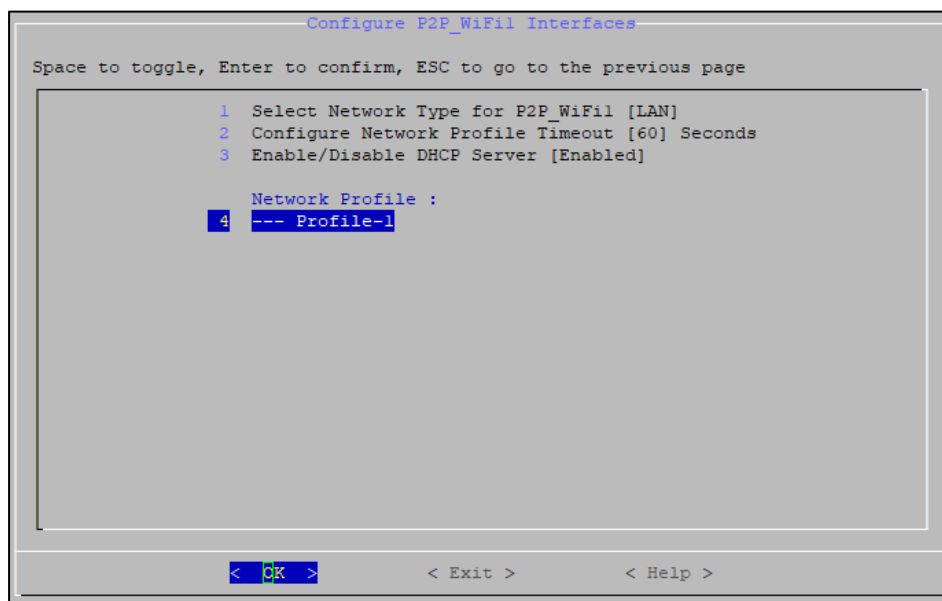 Configure P2P_WiFi1 Interfaces
Space to toggle, Enter to confirm, ESC to go to the previous page
1 Select Network Type for P2P_WiFi1 [LAN]
2 Configure Network Profile Timeout [60] Seconds
3 Enable/Disable DHCP Server [Enabled]
Network Profile :
4 --- Profile-1
< OK > < Exit > < Help >